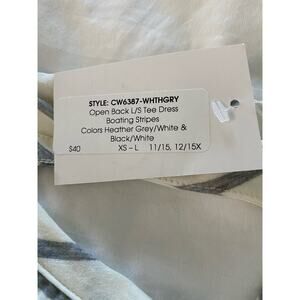 STYLE: CW6387-WHTHGRY
Open Back L/S Tee Dress
Boating Stripes
Colors Heather Grey/White &
Black/White
$40 XS – L 11/15, 12/15X